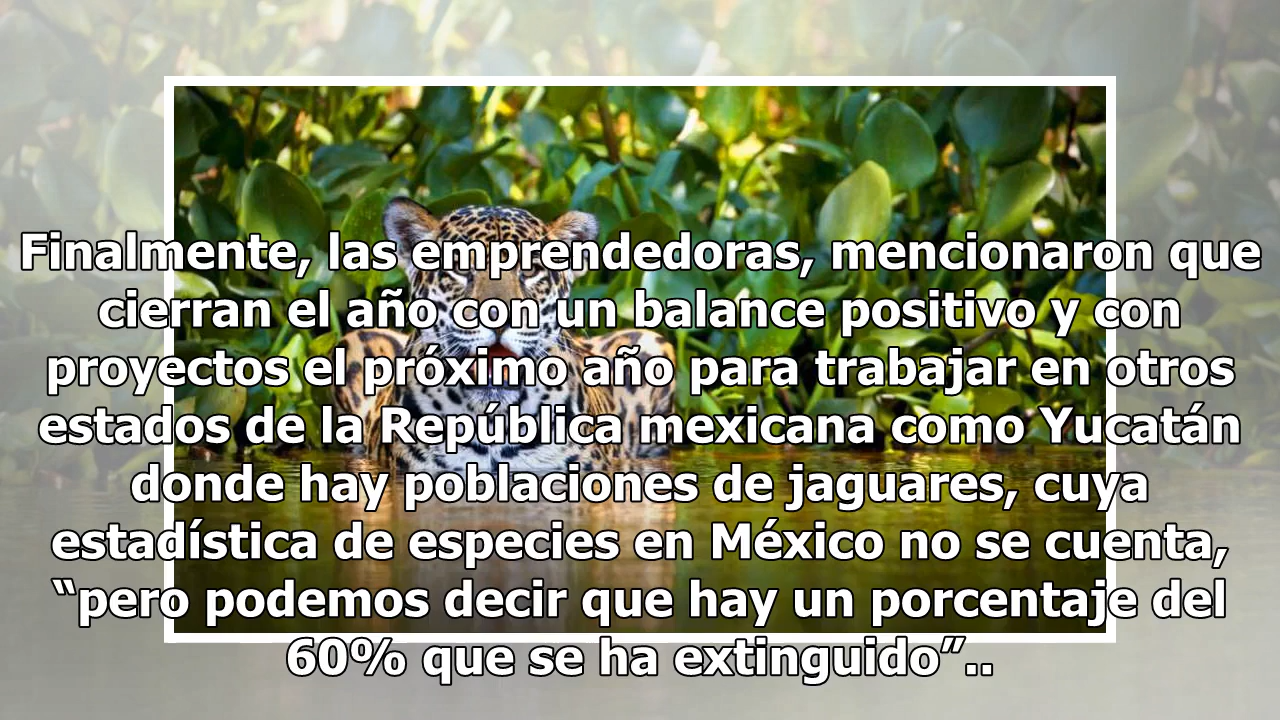 Finalmente, las emprendedoras, mencionaron que
cierran el año con un balance positivo y con
proyectos el próximo año para trabajar en otros
estados de la República mexicana como Yucatán
donde hay poblaciones de jaguares, cuya
estadística de especies en México no se cuenta,
“pero podemos decir que hay un porcentaje del
60% que se ha extinguido”..